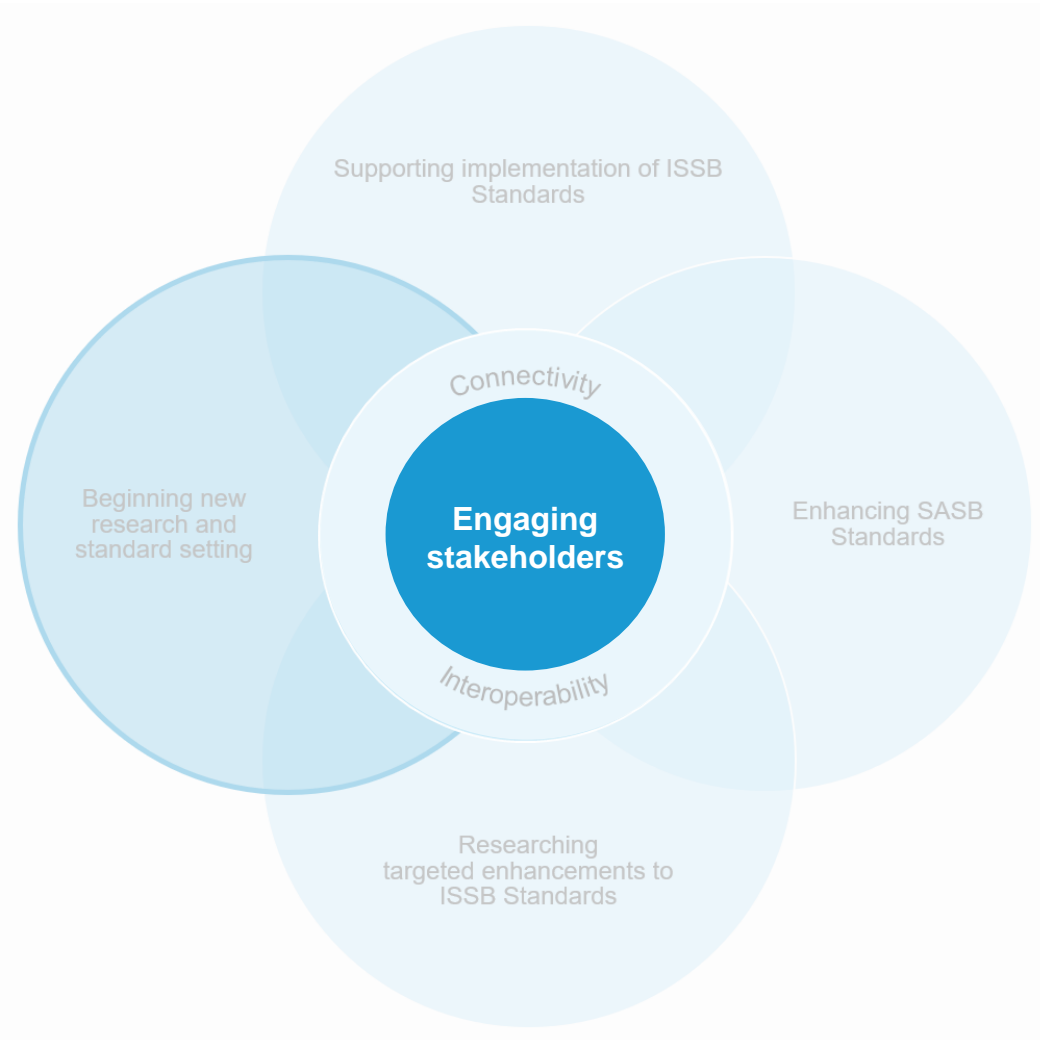 Supporting implementation of ISSB
Standards
Connectivity
Beginning new
research and
standard setting
Engaging
stakeholders
Enhancing SASB
Standards
Interoperability
Researching
targeted enhancements to
ISSB Standards